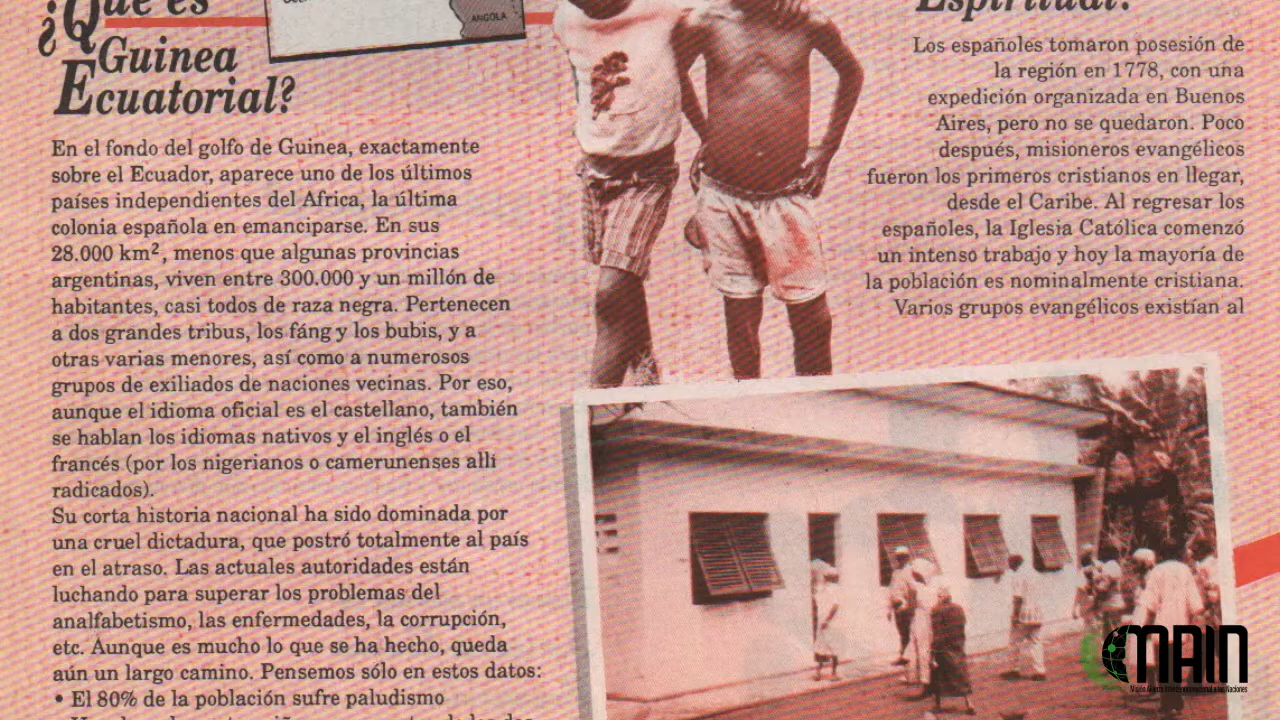 ¿Qué es
Guinea
Ecuatorial?
ANGOLA
En el fondo del golfo de Guinea, exactamente
sobre el Ecuador, aparece uno de los últimos
países independientes del Africa, la última
colonia española en emanciparse. En sus
28.000 km², menos que algunas provincias
argentinas, viven entre 300.000 y un millón de
habitantes, casi todos de raza negra. Pertenecen
a dos grandes tribus, los fáng y los bubis, y a
otras varias menores, así como a numerosos
grupos de exiliados de naciones vecinas. Por eso,
aunque el idioma oficial es el castellano, también
se hablan los idiomas nativos y el inglés o el
francés (por los nigerianos o camerunenses alli
radicados).
Su corta historia nacional ha sido dominada por
una cruel dictadura, que postró totalmente al país
en el atraso. Las actuales autoridades están
luchando para superar los problemas del
analfabetismo, las enfermedades, la corrupción,
etc. Aunque es mucho lo que se ha hecho, queda
aún un largo camino. Pensemos sólo en estos datos:
• El 80% de la población sufre paludismo
Espiritual?
Los españoles tomaron posesión de
la región en 1778, con una
expedición organizada en Buenos
Aires, pero no se quedaron. Poco
después, misioneros evangélicos
fueron los primeros cristianos en llegar,
desde el Caribe. Al regresar los
españoles, la Iglesia Católica comenzó
un intenso trabajo y hoy la mayoría de
la población es nominalmente cristiana.
Varios grupos evangélicos existían al
MAIN